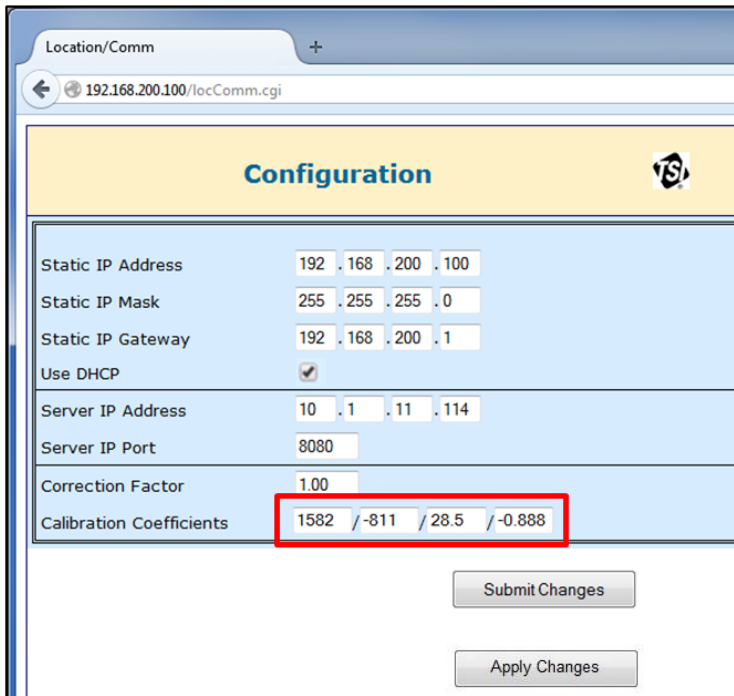 Location/Comm
192.168.200.100/locComm.cgi
Configuration
TSI
Static IP Address 192 . 168 . 200 . 100
Static IP Mask 255 . 255 . 255 . 0
Static IP Gateway 192 . 168 . 200 . 1
Use DHCP
Server IP Address 10 . 1 . 11 . 114
Server IP Port 8080
Correction Factor 1.00
Calibration Coefficients 1582 / -811 / 28.5 / -0.888
Submit Changes
Apply Changes